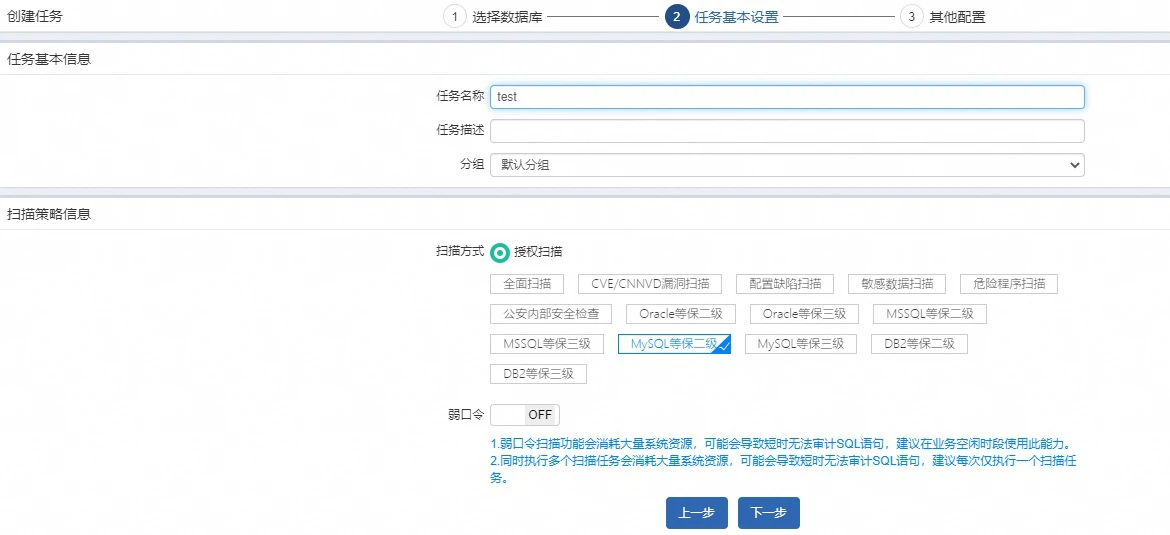 创建任务 1 选择数据库 2 任务基本设置 3 其他配置
任务基本信息
任务名称 test
任务描述
分组 默认分组
扫描策略信息
扫描方式 授权扫描
全面扫描 CVE/CNNVD漏洞扫描 配置缺陷扫描 敏感数据扫描 危险程序扫描
公安内部安全检查 Oracle等保二级 Oracle等保三级 MSSQL等保二级
MSSQL等保三级 MySQL等保二级 MySQL等保三级 DB2等保二级
DB2等保三级
弱口令 OFF
1.弱口令扫描功能会消耗大量系统资源，可能会导致短时无法审计SQL语句，建议在业务空闲时段使用此能力。
2.同时执行多个扫描任务会消耗大量系统资源，可能会导致短时无法审计SQL语句，建议每次仅执行一个扫描任
务。
上一步 下一步